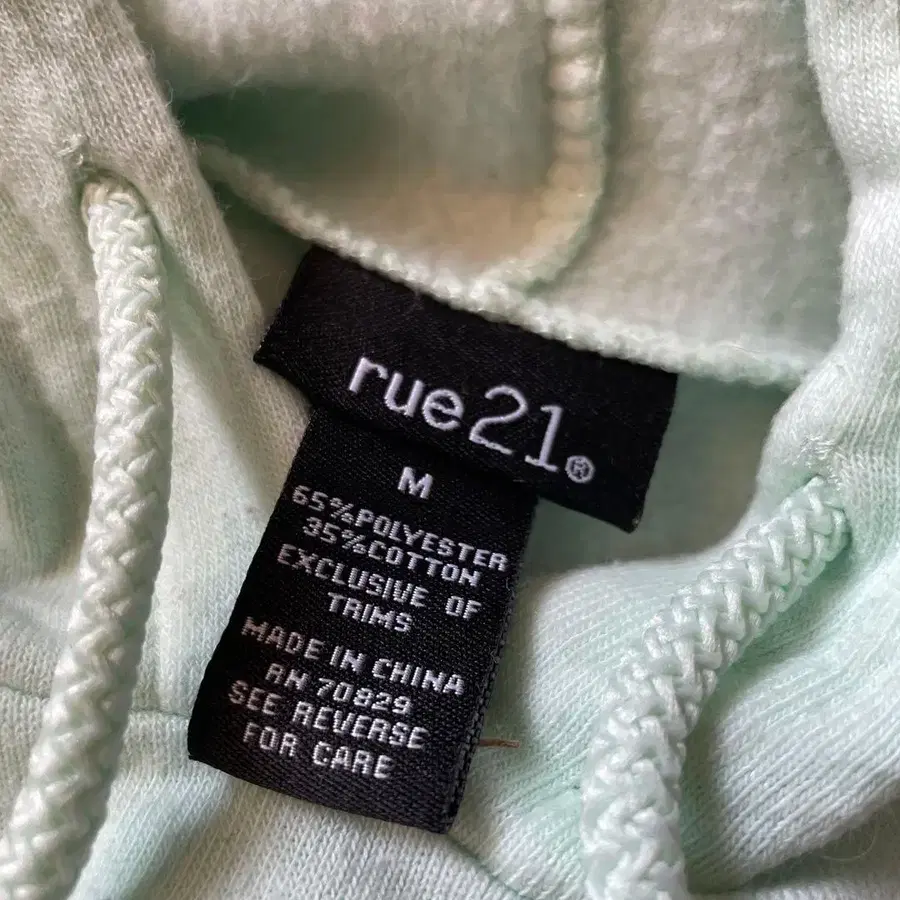 rue21®
M
65%POLYESTER
35%COTTON
EXCLUSIVE OF
TRIMS
MADE IN CHINA
RN 70829
SEE REVERSE
FOR CARE